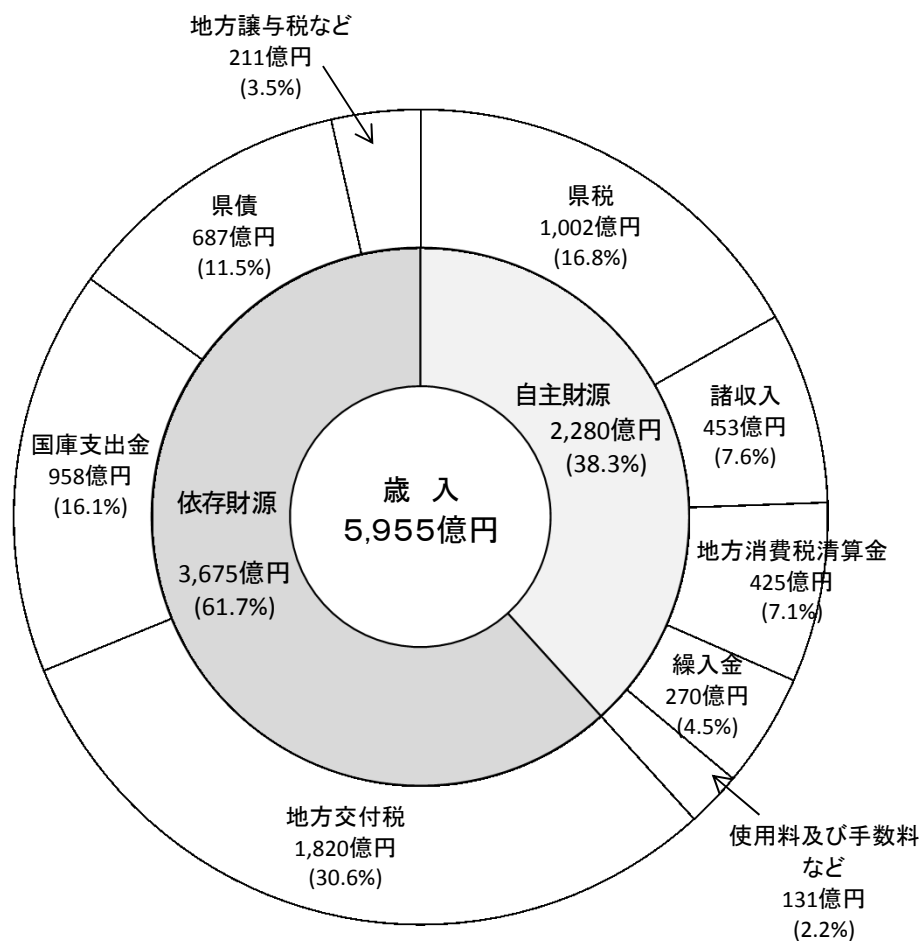 地方譲与税など
211億円
(3.5%)
県債
687億円
(11.5%)
県税
1,002億円
(16.8%)
国庫支出金
958億円
(16.1%)
自主財源
2,280億円
(38.3%)
諸収入
453億円
(7.6%)
依存財源
3,675億円
(61.7%)
歳 入
5,955億円
地方消費税清算金
425億円
(7.1%)
繰入金
270億円
(4.5%)
地方交付税
1,820億円
(30.6%)
使用料及び手数料
など
131億円
(2.2%)